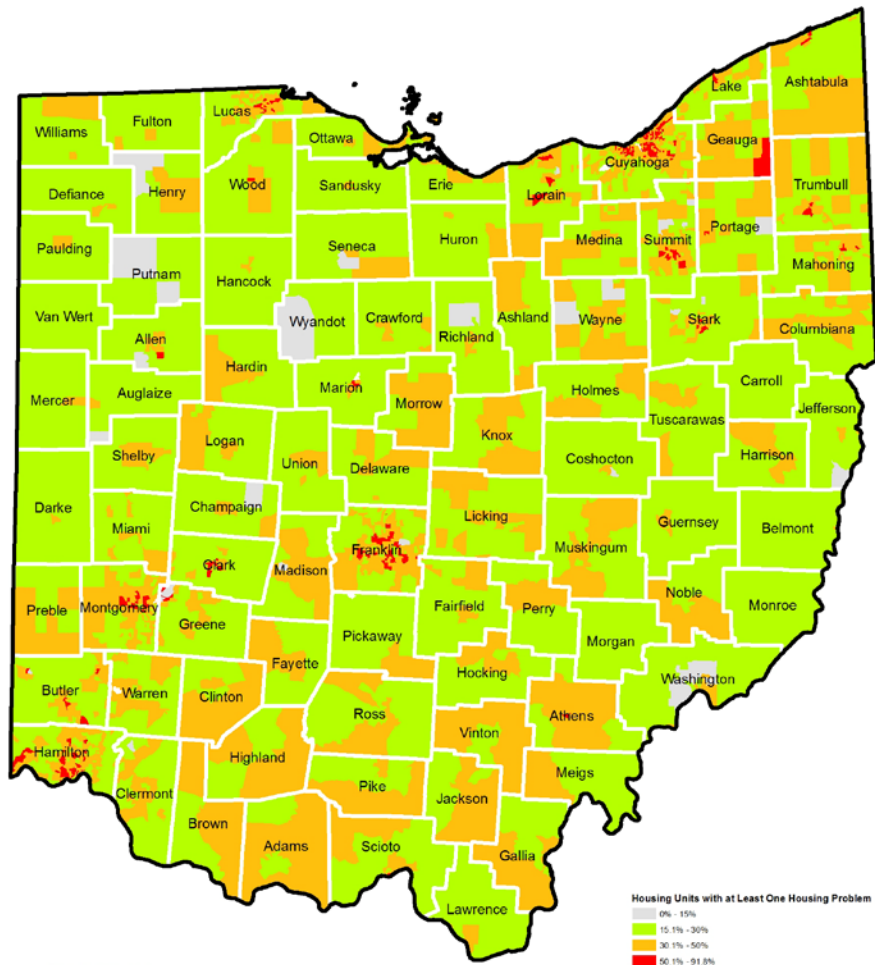 Lake
Ashtabula
Lucas
Fulton
Williams
Ottawa
Geauga
Cuyahoga
Henry
Wood
Sandusky
Erie
Lorain
Trumbull
Defiance
Portage
Medina
Summit
Huron
Paulding
Seneca
Mahoning
Putnam
Hancock
Van Wert
Wyandot
Crawford
Richland
Ashland
Wayne
Stark
Columbiana
Allen
Hardin
Carroll
Marion
Holmes
Auglaize
Mercer
Morrow
Jefferson
Tuscarawas
Knox
Logan
Shelby
Union
Delaware
Coshocton
Harrison
Champaign
Darke
Licking
Miami
Guernsey
Belmont
Franklin
Muskingum
Clark
Madison
Noble
Preble
Montgomery
Fairfield
Perry
Monroe
Greene
Pickaway
Morgan
Fayette
Hocking
Washington
Butler
Warren
Clinton
Ross
Athens
Vinton
Hamilton
Highland
Meigs
Pike
Clermont
Jackson
Brown
Adams
Scioto
Gallia
Lawrence
Housing Units with at Least One Housing Problem
0% - 15%
15.1% - 30%
30.1% - 50%
50.1% - 91.8%